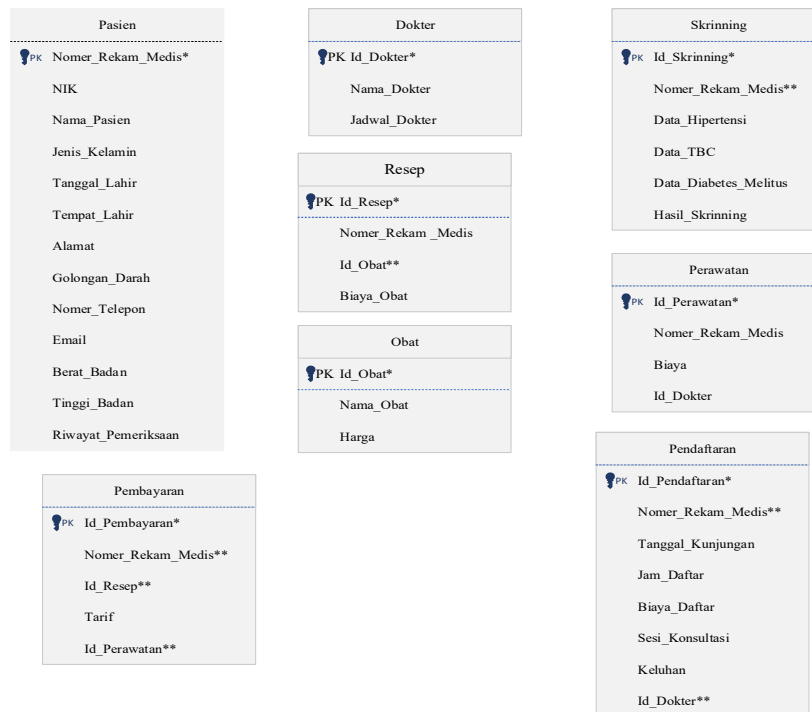 Pasien
PK Nomer_Rekam_Medis*
NIK
Nama_Pasien
Jenis_Kelamin
Tanggal_Lahir
Tempat_Lahir
Alamat
Golongan_Darah
Nomer_Telepon
Email
Berat_Badan
Tinggi_Badan
Riwayat_Pemeriksaan
Pembayaran
PK Id_Pembayaran*
Nomer_Rekam_Medis**
Id_Resep**
Tarif
Id_Perawatan**
Dokter
PK Id_Dokter*
Nama_Dokter
Jadwal_Dokter
Resep
PK Id_Resep*
Nomer_Rekam _Medis
Id_Obat**
Biaya_Obat
Obat
PK Id_Obat*
Nama_Obat
Harga
Skrinning
PK Id_Skrinning*
Nomer_Rekam_Medis**
Data_Hipertensi
Data_TBC
Data_Diabetes_Melitus
Hasil_Skrinning
Perawatan
PK Id_Perawatan*
Nomer_Rekam_Medis
Biaya
Id_Dokter
Pendaftaran
PK Id_Pendaftaran*
Nomer_Rekam_Medis**
Tanggal_Kunjungan
Jam_Daftar
Biaya_Daftar
Sesi_Konsultasi
Keluhan
Id_Dokter**